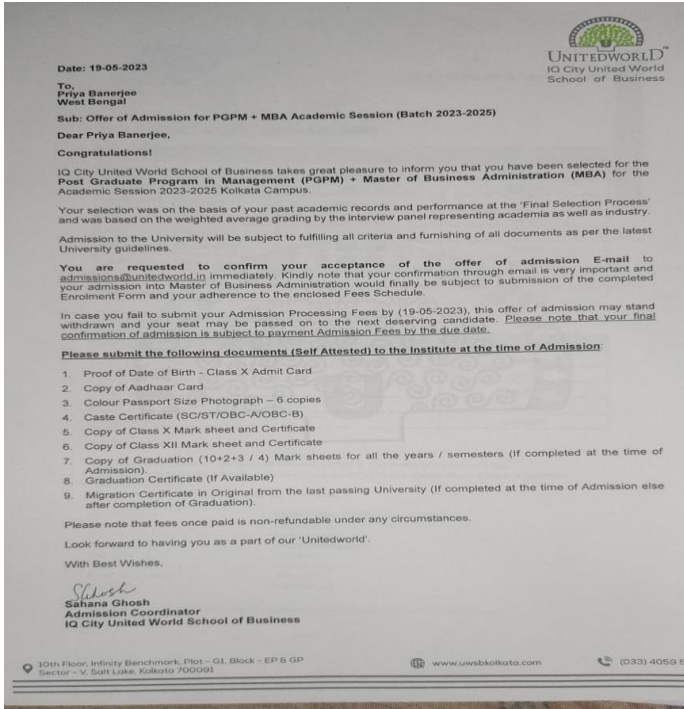 UNITEDWORLD™
IQ City United World
School of Business
Date: 19-05-2023
To,
Priya Banerjee
West Bengal
Sub: Offer of Admission for PGPM + MBA Academic Session (Batch 2023-2025)
Dear Priya Banerjee,
Congratulations!
IQ City United World School of Business takes great pleasure to inform you that you have been selected for the
Post Graduate Program in Management (PGPM) + Master of Business Administration (MBA) for the
Academic Session 2023-2025 Kolkata Campus.
Your selection was on the basis of your past academic records and performance at the 'Final Selection Process'
and was based on the weighted average grading by the interview panel representing academia as well as industry.
Admission to the University will be subject to fulfilling all criteria and furnishing of all documents as per the latest
University guidelines.
You are requested to confirm your acceptance of the offer of admission E-mail to
admissions@unitedworld.in immediately. Kindly note that your confirmation through email is very important and
your admission into Master of Business Administration would finally be subject to submission of the completed
Enrolment Form and your adherence to the enclosed Fees Schedule.
In case you fail to submit your Admission Processing Fees by (19-05-2023), this offer of admission may stand
withdrawn and your seat may be passed on to the next deserving candidate. Please note that your final
confirmation of admission is subject to payment Admission Fees by the due date.
Please submit the following documents (Self Attested) to the Institute at the time of Admission:
1. Proof of Date of Birth - Class X Admit Card
2. Copy of Aadhaar Card
3. Colour Passport Size Photograph – 6 copies
4. Caste Certificate (SC/ST/OBC-A/OBC-B)
5. Copy of Class X Mark sheet and Certificate
6. Copy of Class XII Mark sheet and Certificate
7. Copy of Graduation (10+2+3 / 4) Mark sheets for all the years / semesters (If completed at the time of
Admission).
8. Graduation Certificate (If Available)
9. Migration Certificate in Original from the last passing University (If completed at the time of Admission else
after completion of Graduation).
Please note that fees once paid is non-refundable under any circumstances.
Look forward to having you as a part of our 'Unitedworld'.
With Best Wishes,
SGhosh
Sahana Ghosh
Admission Coordinator
IQ City United World School of Business
10th Floor, Infinity Benchmark, Plot - G1, Block - EP & GP
Sector - V, Salt Lake, Kolkata 700091
www.uwsbkolkata.com
(033) 4059 5